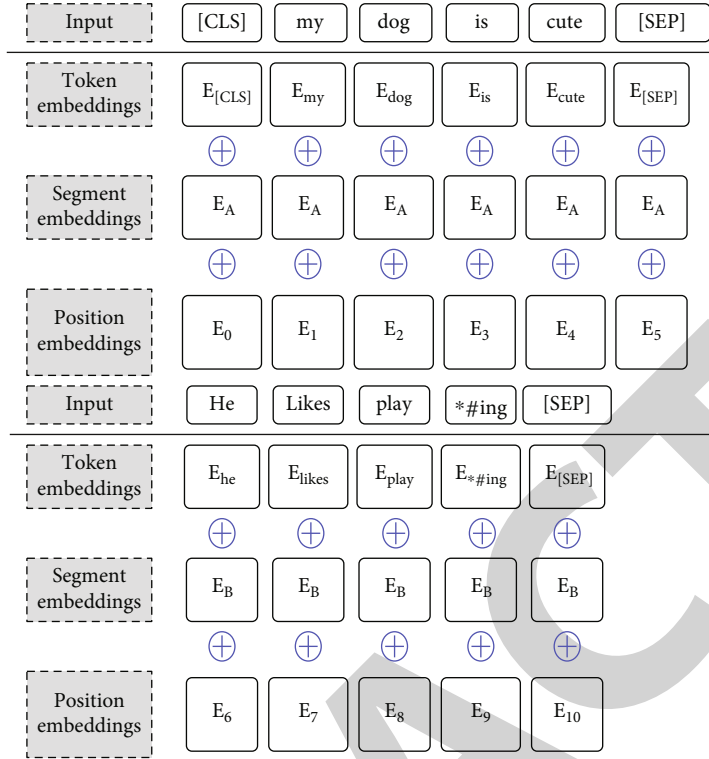 Input [CLS] my dog is cute [SEP]
Token embeddings E[CLS] Emy Edog Eis Ecute E[SEP]
Segment embeddings EA EA EA EA EA EA
Position embeddings E0 E1 E2 E3 E4 E5
Input He Likes play *#ing [SEP]
Token embeddings Ehe Elikes Eplay E*#ing E[SEP]
Segment embeddings EB EB EB EB EB
Position embeddings E6 E7 E8 E9 E10